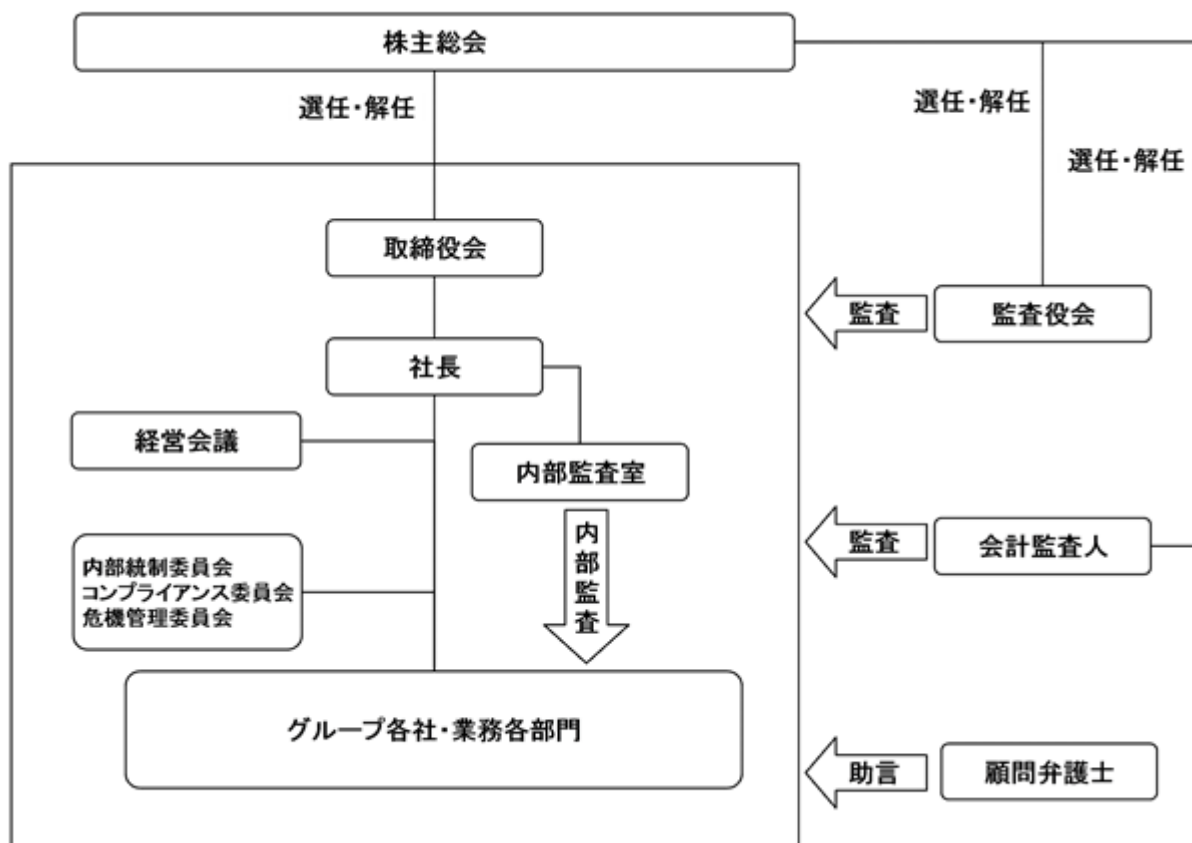 株主総会
選任・解任
選任・解任
選任・解任
取締役会
監査
監査役会
社長
経営会議
内部監査室
内部監査
監査
会計監査人
内部統制委員会
コンプライアンス委員会
危機管理委員会
グループ各社・業務各部門
助言
顧問弁護士